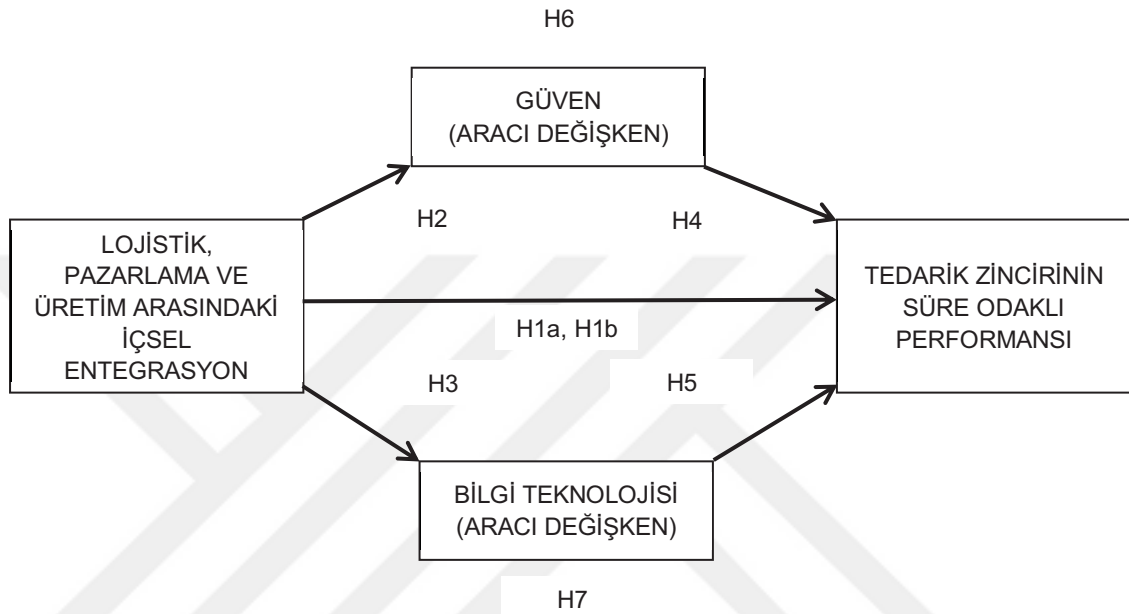 H6
GÜVEN
(ARACI DEĞİŞKEN)
H2
H4
LOJİSTİK,
PAZARLAMA VE
ÜRETİM ARASINDAKİ
İÇSEL
ENTEGRASYON
TEDARİK ZİNCİRİNİN
SÜRE ODAKLI
PERFORMANSI
H1a, H1b
H3
H5
BİLGİ TEKNOLOJİSİ
(ARACI DEĞİŞKEN)
H7